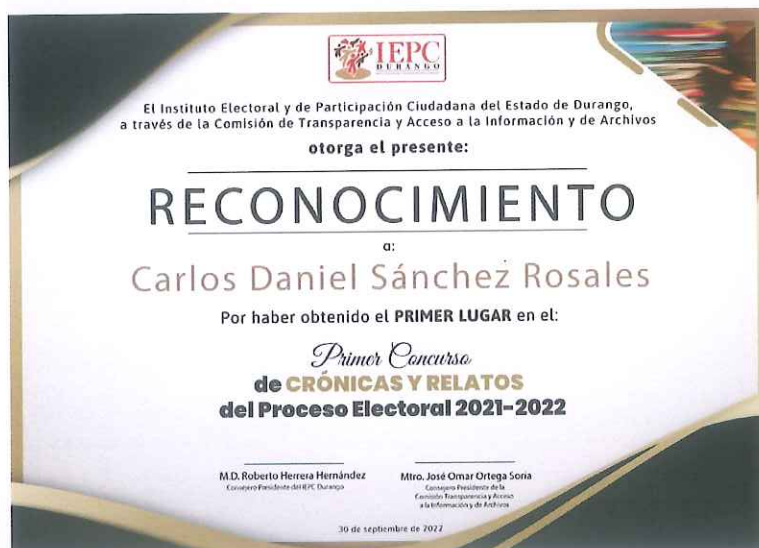 IEPC
DURANGO
El Instituto Electoral y de Participación Ciudadana del Estado de Durango,
a través de la Comisión de Transparencia y Acceso a la Información y de Archivos
otorga el presente:
RECONOCIMIENTO
a:
Carlos Daniel Sánchez Rosales
Por haber obtenido el PRIMER LUGAR en el:
Primer Concurso
de CRÓNICAS Y RELATOS
del Proceso Electoral 2021-2022
M.D. Roberto Herrera Hernández
Consejero Presidente del IEPC Durango
Mtro. José Omar Ortega Soria
Consejero Presidente de la
Comisión Transparencia y Acceso
a la Información y de Archivos
30 de septiembre de 2022